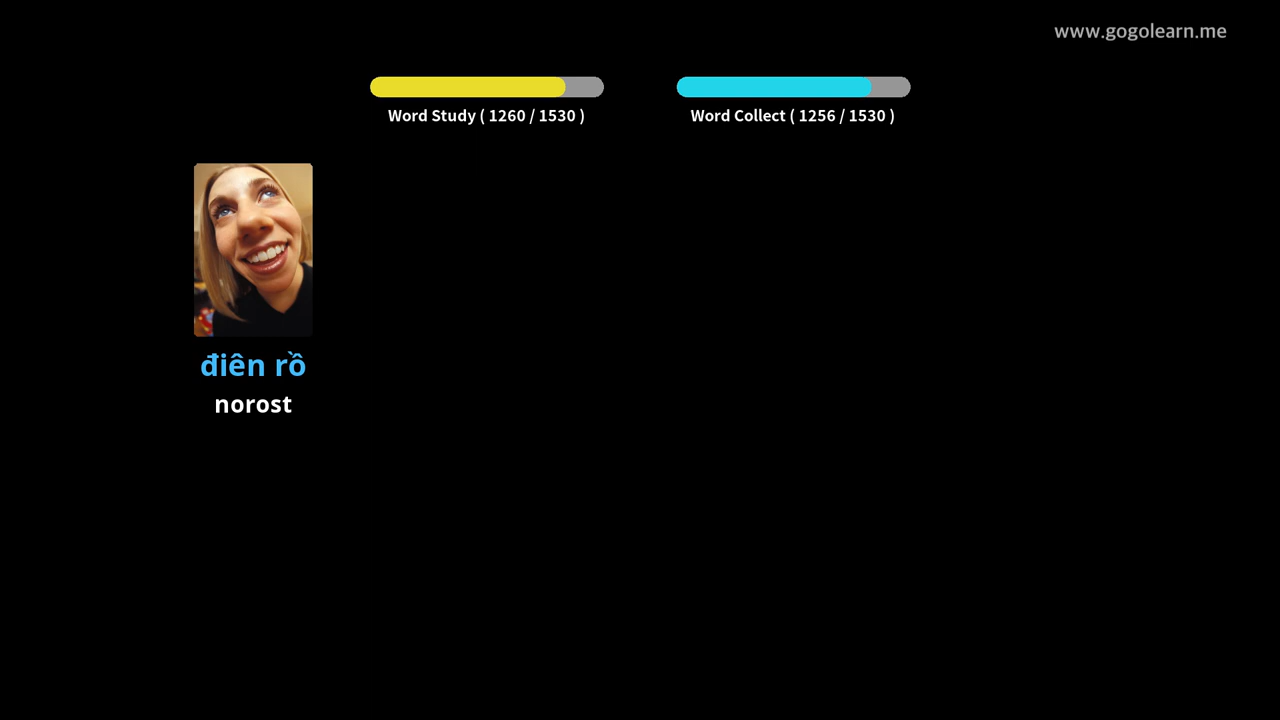 www.gogolearn.me
Word Study ( 1260 / 1530 )
Word Collect ( 1256 / 1530 )
điên rồ
norost